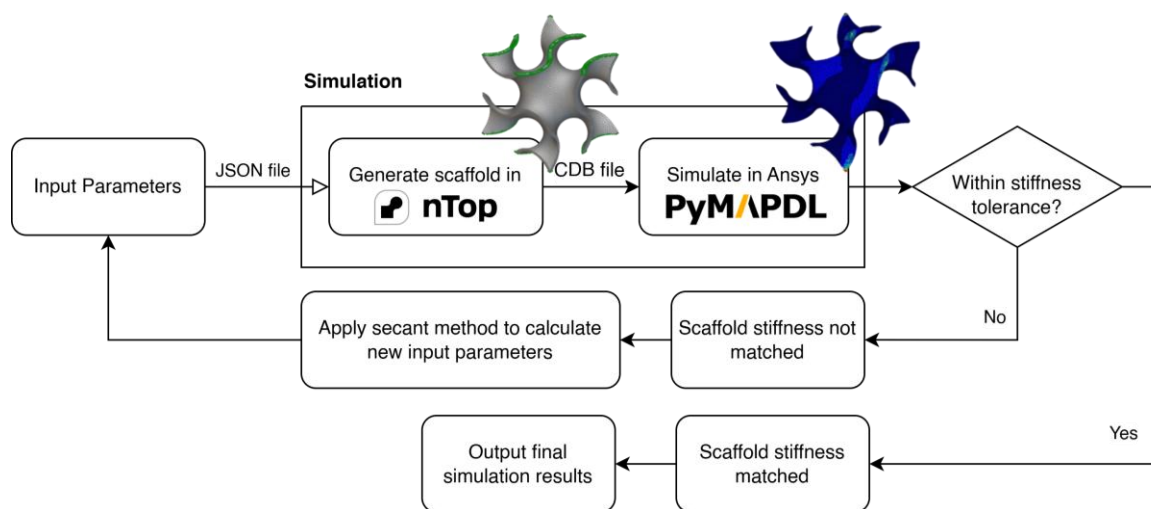 Simulation
Input Parameters
JSON file
Generate scaffold in
nTop
CDB file
Simulate in Ansys
PyMAPDL
Within stiffness
tolerance?
No
Scaffold stiffness not
matched
Apply secant method to calculate
new input parameters
Yes
Scaffold stiffness
matched
Output final
simulation results